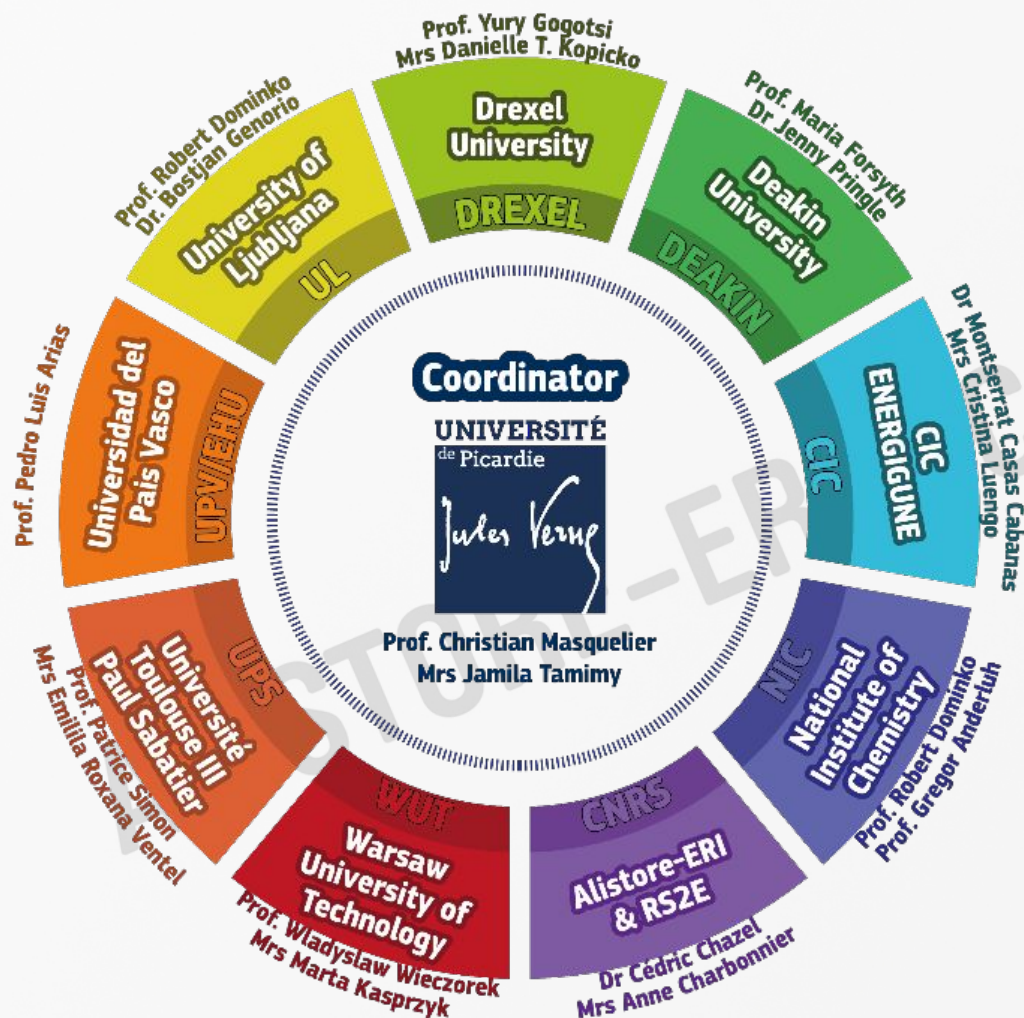 Prof. Yury Gogotsi
Mrs Danielle T. Kopicko
Drexel
University
DREXEL
Prof. Maria Forsyth
Dr Jenny Pringle
Deakin
University
DEAKIN
Dr Montserrat Casas Cabanas
Mrs Cristina Luengo
CIC
ENERGIGUNE
CIC
Prof. Robert Dominko
Prof. Gregor Anderluh
National
Institute of
Chemistry
NIC
CNRS
Alistore-ERI
& RS2E
Dr Cédric Chazel
Mrs Anne Charbonnier
WUT
Warsaw
University of
Technology
Prof. Wladyslaw Wieczorek
Mrs Marta Kasprzyk
UPS
Université
Toulouse III
Paul Sabatier
Prof. Patrice Simon
Mrs Emililia Roxana Ventel
Prof. Pedro Luis Arias
Universidad del
Pais Vasco
UPV/EHU
Prof. Robert Dominko
Dr. Bostjan Genorio
University of
Ljubljana
UL
Coordinator
UNIVERSITÉ
de Picardie
Jules Verne
Prof. Christian Masquelier
Mrs Jamila Tamimy